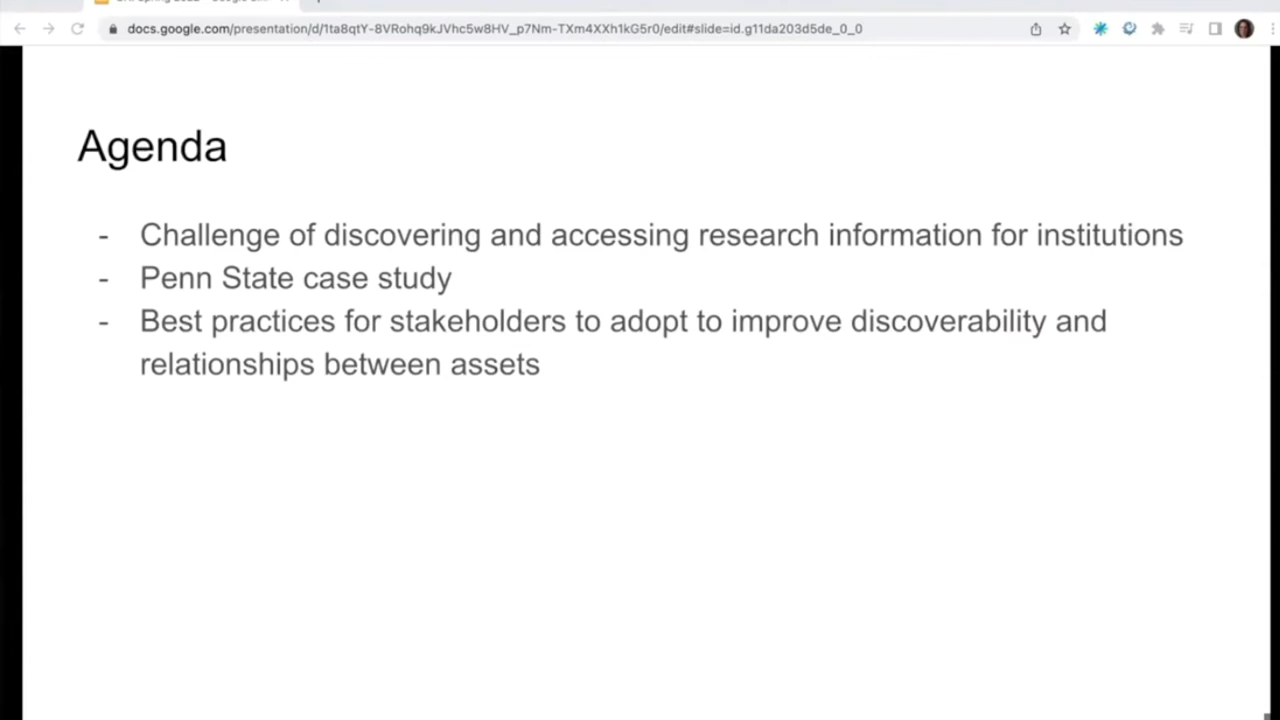 docs.google.com/presentation/d/1ta8qtY-8VRohq9kJVhc5w8HV_p7Nm-TXm4XXh1kG5r0/edit#slide=id.g11da203d5de_0_0
Agenda
- Challenge of discovering and accessing research information for institutions
- Penn State case study
- Best practices for stakeholders to adopt to improve discoverability and
relationships between assets